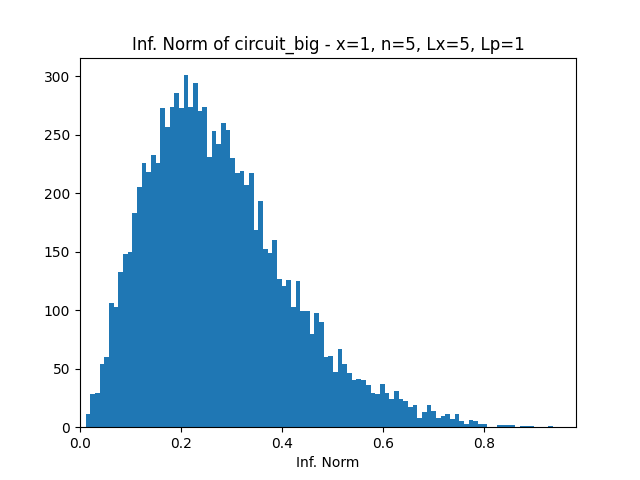 Inf. Norm of circuit_big - x=1, n=5, Lx=5, Lp=1
300
250
200
150
100
50
0
0.0 0.2 0.4 0.6 0.8
Inf. Norm